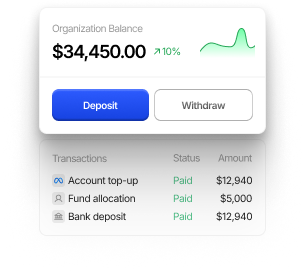 Organization Balance
$34,450.00 10%
Deposit Withdraw
Transactions Status Amount
Account top-up Paid $12,940
Fund allocation Paid $5,000
Bank deposit Paid $12,940